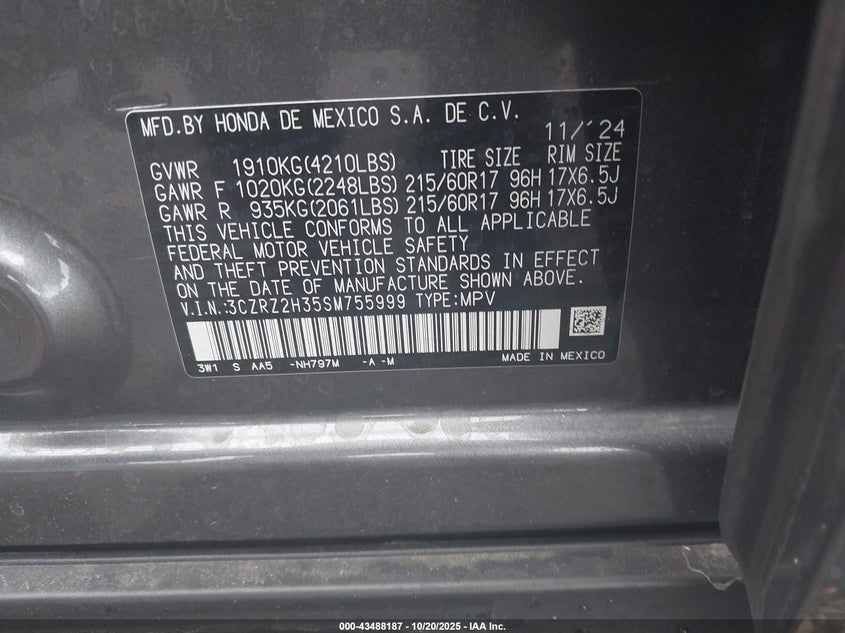 MFD.BY HONDA DE MEXICO S.A. DE C.V.
11/'24
GVWR 1910KG(4210LBS) TIRE SIZE RIM SIZE
GAWR F 1020KG(2248LBS) 215/60R17 96H 17X6.5J
GAWR R 935KG(2061LBS) 215/60R17 96H 17X6.5J
THIS VEHICLE CONFORMS TO ALL APPLICABLE
FEDERAL MOTOR VEHICLE SAFETY
AND THEFT PREVENTION STANDARDS IN EFFECT
ON THE DATE OF MANUFACTURE SHOWN ABOVE.
V.I.N.:3CZRZ2H35SM755999 TYPE:MPV
3W1 S AA5 -NH797M -A -M MADE IN MEXICO
000-43488187 - 10/20/2025 - IAA Inc.